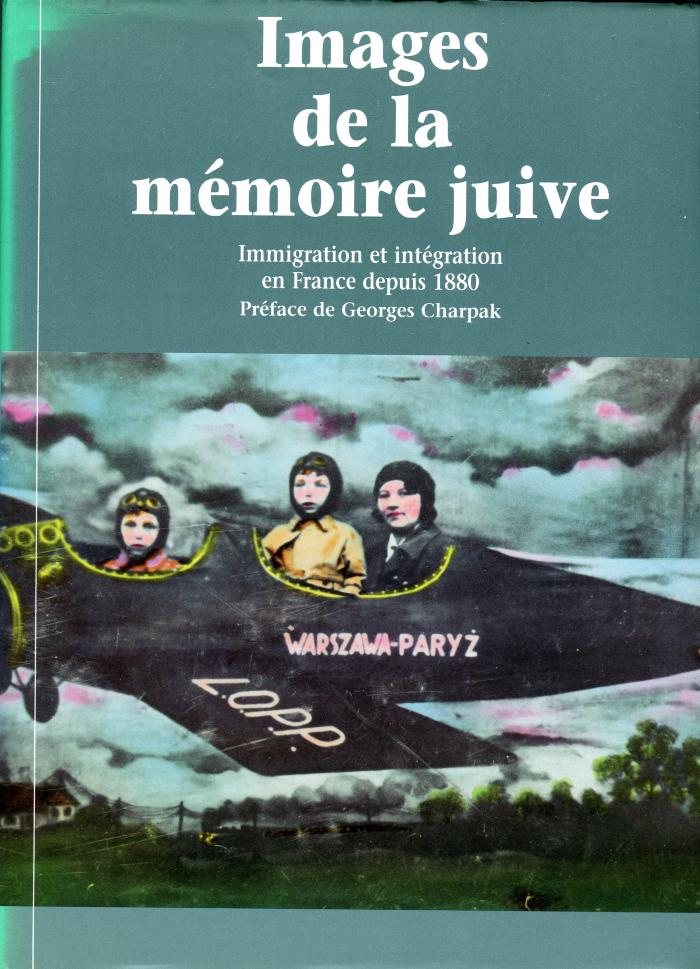 Images
de la
mémoire juive
Immigration et intégration
en France depuis 1880
Préface de Georges Charpak
WARSZAWA-PARYŻ
L.O.P.P.